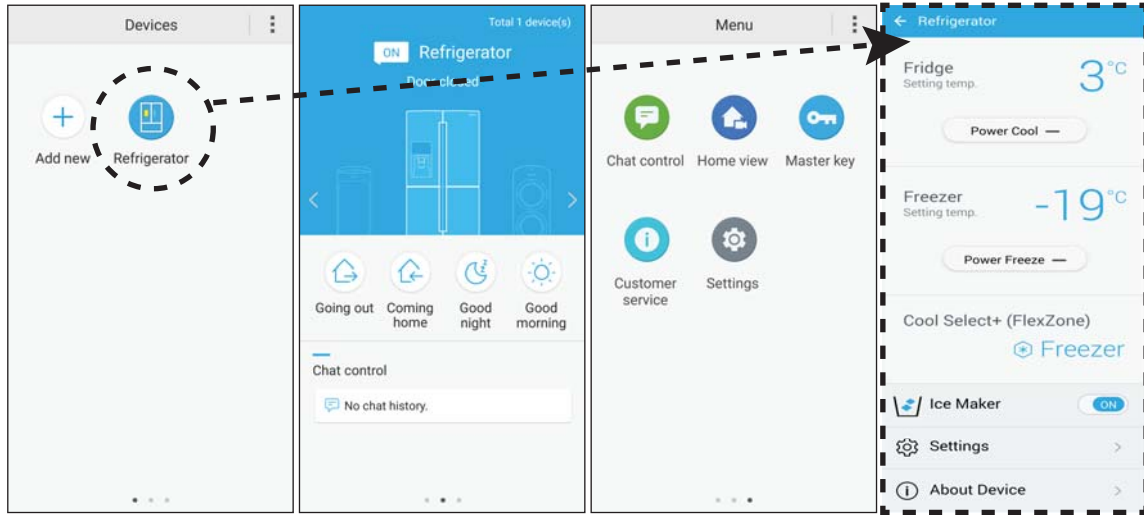 Devices
Add new
Refrigerator
Total 1 device(s)
ON Refrigerator
Door closed
Going out
Coming
home
Good
night
Good
morning
Chat control
No chat history.
Menu
Chat control
Home view
Master key
Customer
service
Settings
Refrigerator
Fridge
Setting temp.
3°C
Power Cool —
Freezer
Setting temp.
-19°C
Power Freeze —
Cool Select+ (FlexZone)
Freezer
Ice Maker ON
Settings
About Device